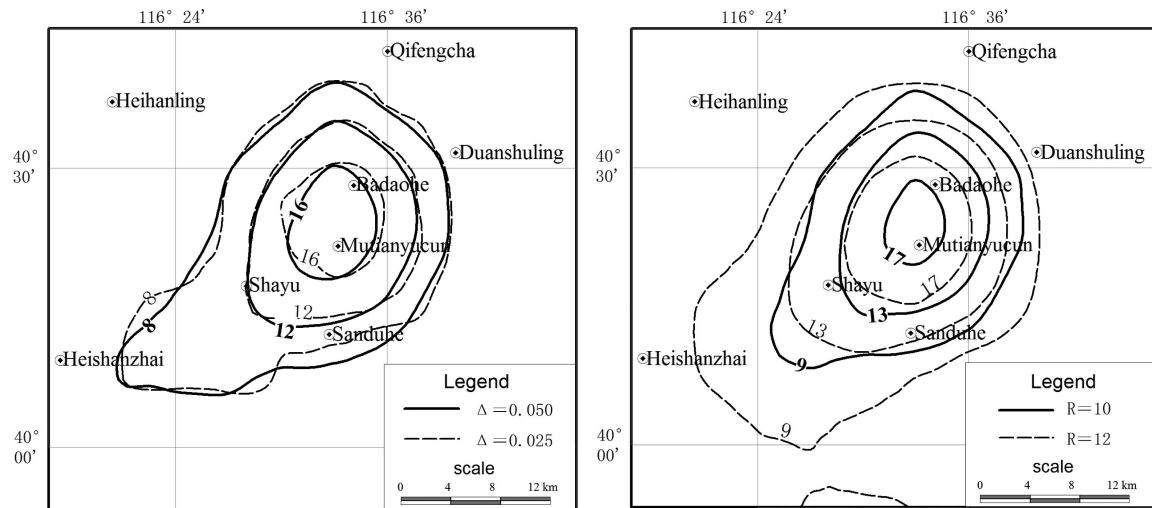 116° 24′
116° 36′
Qifengcha
Heihanling
Duanshuling
40°
30′
Badaohe
16
Mutianyucun
16
Shayu
8
12
8
12
Sanduhe
Heishanzhai
Legend
Δ=0.050
Δ=0.025
40°
00′
scale
0 4 8 12 km
116° 24′
116° 36′
Qifengcha
Heihanling
Duanshuling
40°
30′
Badaohe
Mutianyucun
17
Shayu
17
13
13
Sanduhe
Heishanzhai
9
Legend
R=10
9
R=12
40°
00′
scale
0 4 8 12 km